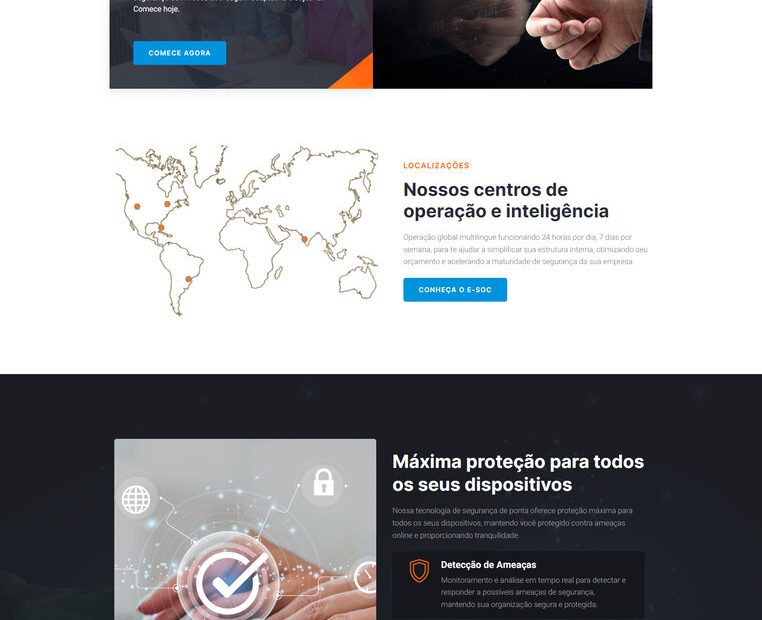 Comece hoje.
COMECE AGORA
LOCALIZAÇÕES
Nossos centros de
operação e inteligência
Operação global multilingue funcionando 24 horas por dia, 7 dias por
semana, para te ajudar a simplificar sua estrutura interna, otimizando seu
orçamento e acelerando a maturidade de segurança da sua empresa.
CONHEÇA O E-SOC
Máxima proteção para todos
os seus dispositivos
Nossa tecnologia de segurança de ponta oferece proteção máxima para
todos os seus dispositivos, mantendo você protegido contra ameaças
online e proporcionando tranquilidade.
Detecção de Ameaças
Monitoramento e análise em tempo real para detectar e
responder a possíveis ameaças de segurança,
mantendo sua organização segura e protegida.